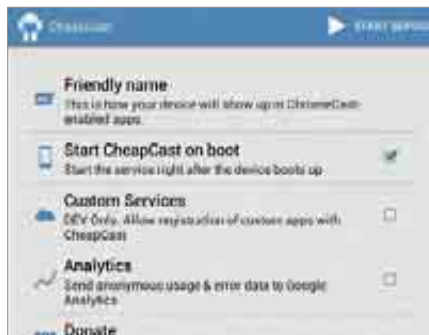 CheapCast
START SERVICE
Friendly name
This is how your device will show up in ChromeCast-
enabled apps.
Start CheapCast on boot
Start the service right after the device boots up
Custom Services
DEV Only. Allow registration of custom apps with
CheapCast
Analytics
Send anonymous usage & error data to Google
Analytics
Donate